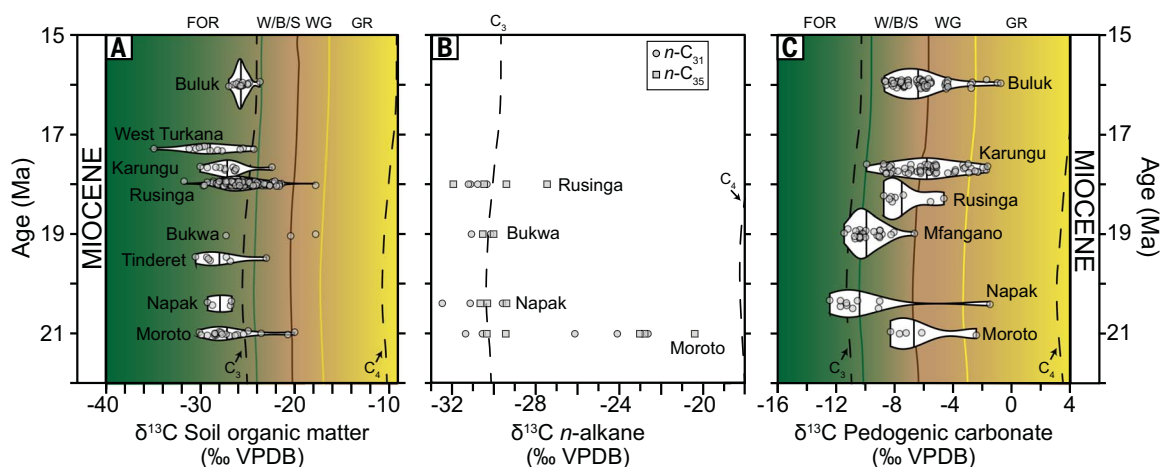 FOR W/B/S WG GR
A
15
17
19
21
Age (Ma)
MIOCENE
Buluk
West Turkana
Karungu
Rusinga
Bukwa
Tinderet
Napak
Moroto
C₃
C₄
-40 -30 -20 -10
δ¹³C Soil organic matter
(‰ VPDB)
C₃
B
n-C₃₁
n-C₃₅
Rusinga
Bukwa
Napak
Moroto
C₄
-32 -28 -24 -20
δ¹³C n-alkane
(‰ VPDB)
FOR W/B/S WG GR
C
Buluk
Karungu
Rusinga
Mfangano
Napak
Moroto
C₃
C₄
15
17
19
21
MIOCENE
Age (Ma)
-16 -12 -8 -4 0 4
δ¹³C Pedogenic carbonate
(‰ VPDB)